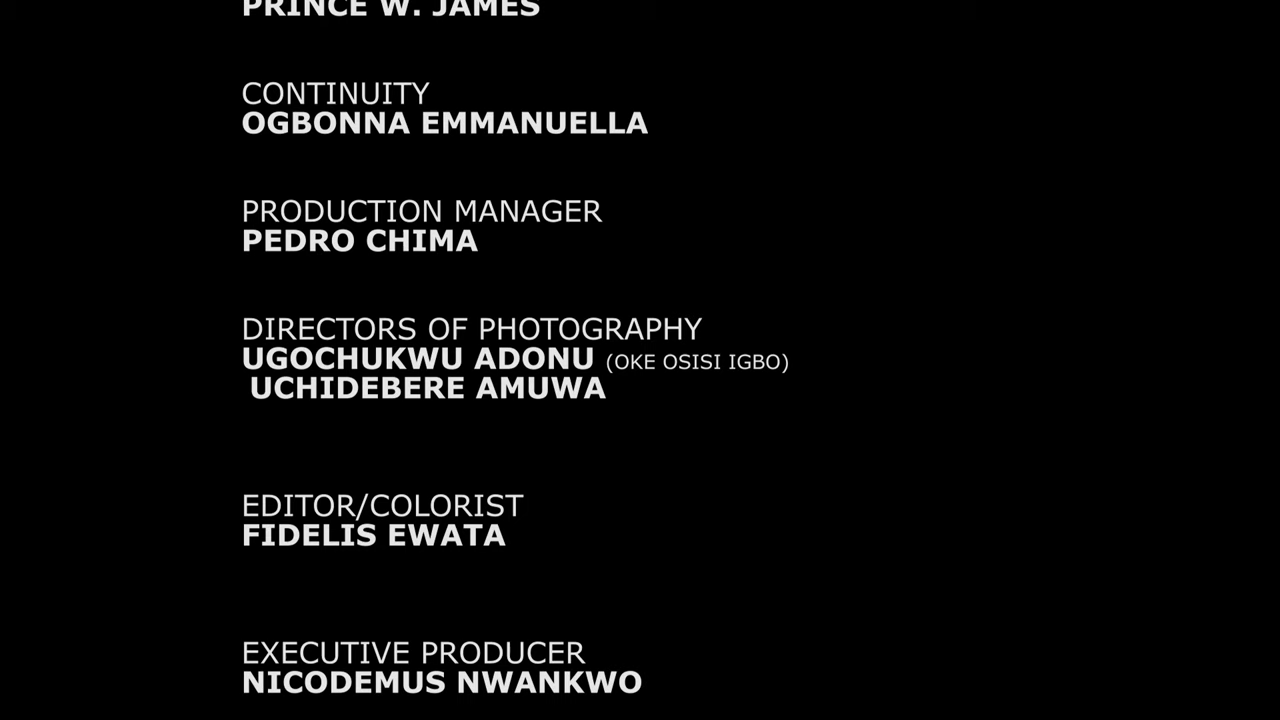 PRINCE W. JAMES
CONTINUITY
OGBONNA EMMANUELLA
PRODUCTION MANAGER
PEDRO CHIMA
DIRECTORS OF PHOTOGRAPHY
UGOCHUKWU ADONU (OKE OSISI IGBO)
UCHIDEBERE AMUWA
EDITOR/COLORIST
FIDELIS EWATA
EXECUTIVE PRODUCER
NICODEMUS NWANKWO